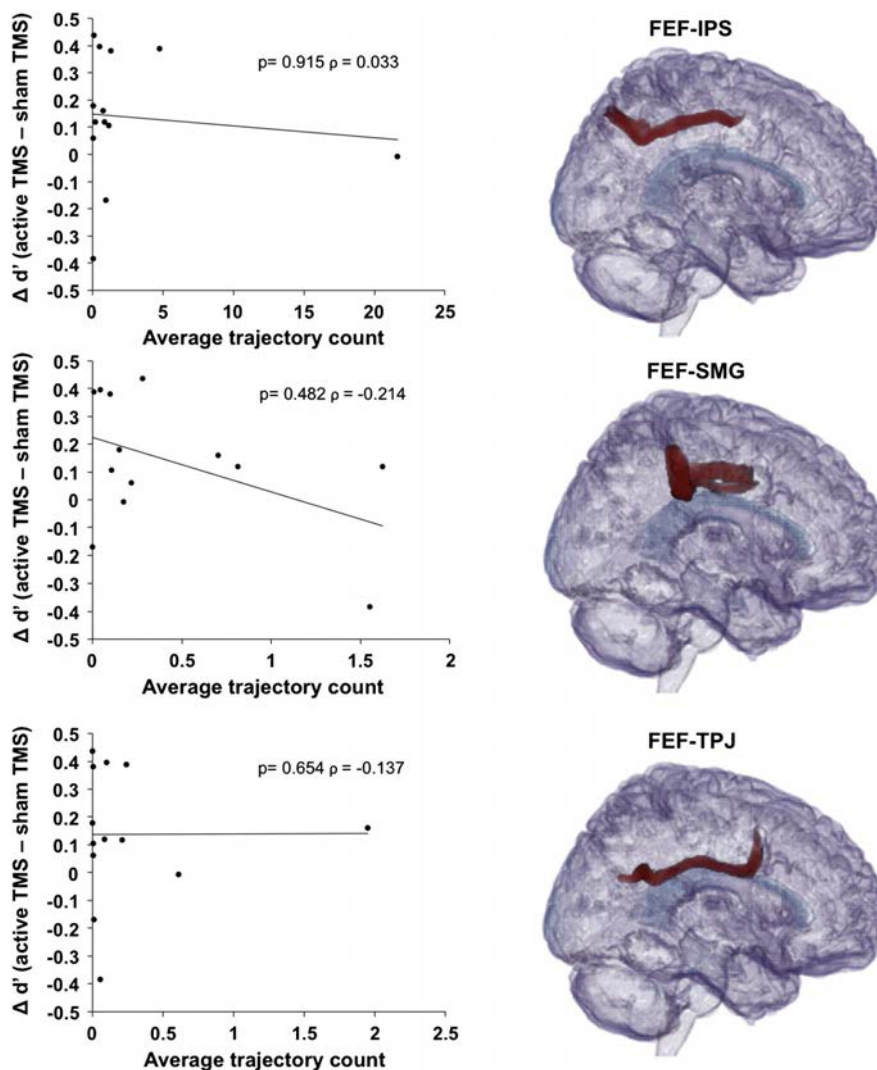 FEF-IPS
0.5
0.4
0.3
0.2
0.1
0
-0.1
-0.2
-0.3
-0.4
0.5
Δ d' (active TMS – sham TMS)
p= 0.915 ρ = 0.033
0 5 10 15 20 25
Average trajectory count
FEF-SMG
0.5
0.4
0.3
0.2
0.1
0
-0.1
-0.2
-0.3
-0.4
-0.5
Δ d' (active TMS – sham TMS)
p= 0.482 ρ = -0.214
0 0.5 1 1.5 2
Average trajectory count
FEF-TPJ
0.5
0.4
0.3
0.2
0.1
0
-0.1
-0.2
-0.3
-0.4
-0.5
Δ d' (active TMS – sham TMS)
p= 0.654 ρ = -0.137
0 0.5 1 1.5 2 2.5
Average trajectory count